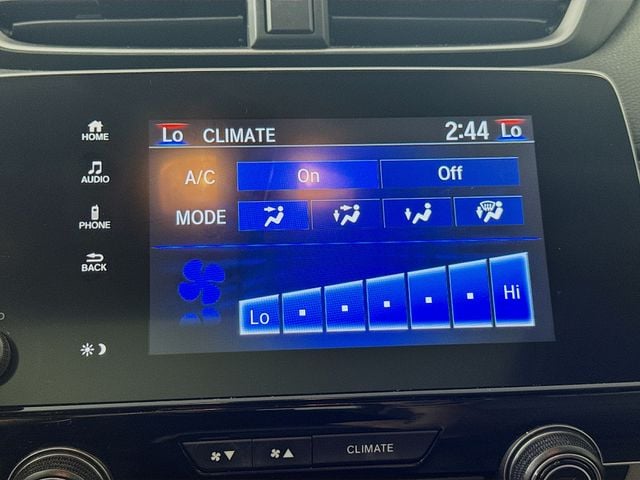 HOME
AUDIO
PHONE
BACK
Lo CLIMATE 2:44 Lo
A/C On Off
MODE
Lo Hi
CLIMATE